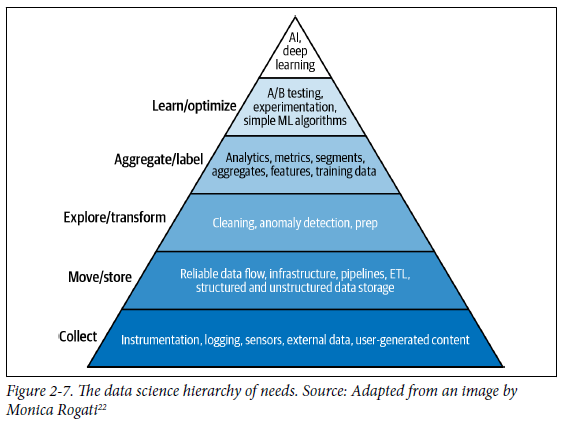 AI,
deep
learning
Learn/optimize
A/B testing,
experimentation,
simple ML algorithms
Aggregate/label
Analytics, metrics, segments,
aggregates, features, training data
Explore/transform
Cleaning, anomaly detection, prep
Move/store
Reliable data flow, infrastructure, pipelines, ETL,
structured and unstructured data storage
Collect
Instrumentation, logging, sensors, external data, user-generated content
Figure 2-7. The data science hierarchy of needs. Source: Adapted from an image by
Monica Rogati²²